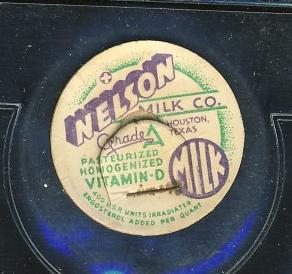 NELSON
MILK CO.
HOUSTON,
TEXAS
Grade A
PASTEURIZED
HOMOGENIZED
VITAMIN-D
MILK
400 U.S.P. UNITS IRRADIATED
ERGOSTEROL ADDED PER QUART